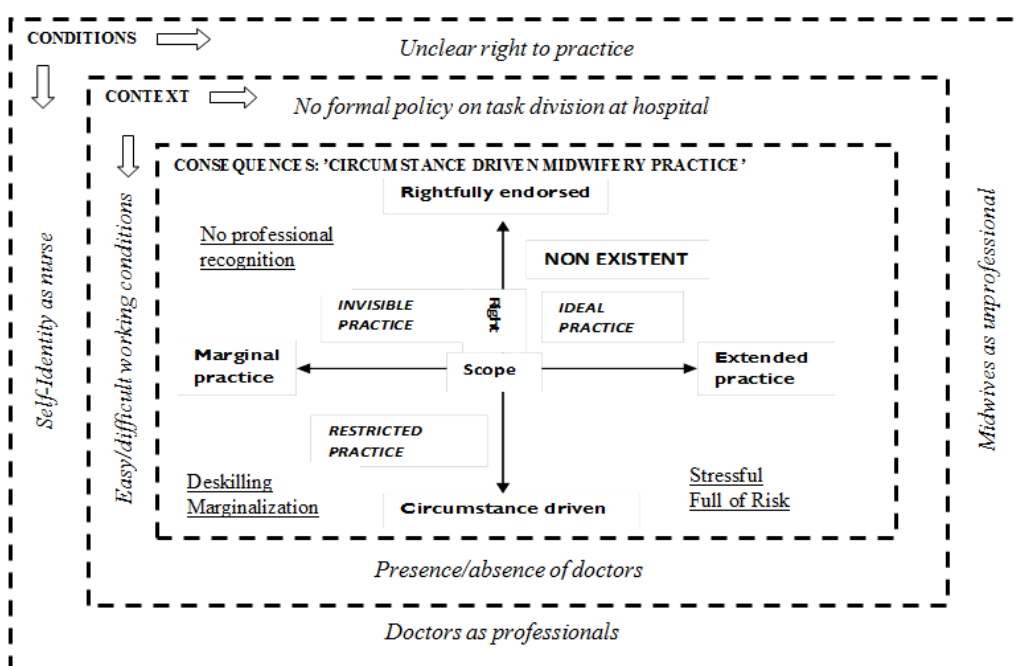 CONDITIONS
Unclear right to practice
CONTEXT
No formal policy on task division at hospital
CONSEQUENCES: 'CIRCUMSTANCE DRIVEN MIDWIFERY PRACTICE'
Rightfully endorsed
No professional
recognition
NON EXISTENT
INVISIBLE
PRACTICE
Right
IDEAL
PRACTICE
Marginal
practice
Scope
Extended
practice
RESTRICTED
PRACTICE
Deskilling
Marginalization
Circumstance driven
Stressful
Full of Risk
Self-Identity as nurse
Easy/difficult working conditions
Midwives as unprofessional
Presence/absence of doctors
Doctors as professionals